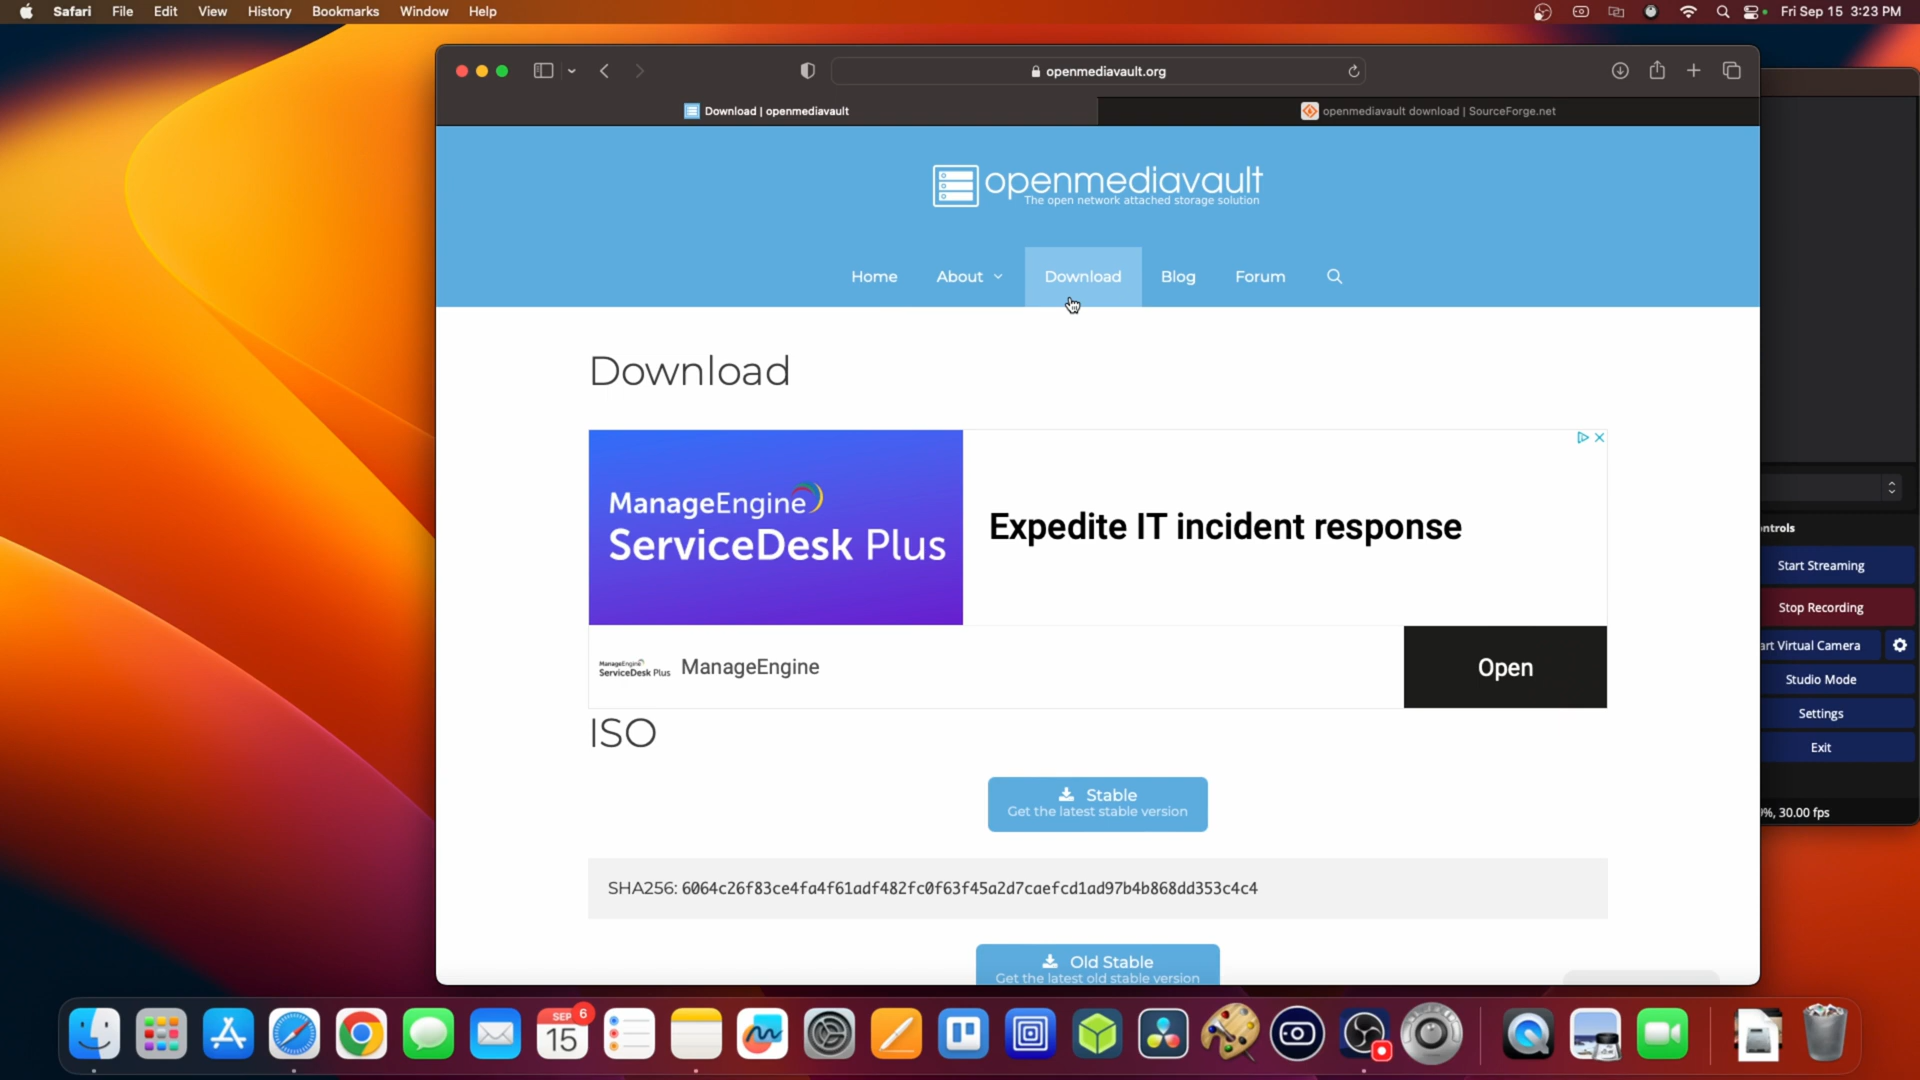 Safari File Edit View History Bookmarks Window Help
Fri Sep 15 3:23 PM
openmediavault.org
Download | openmediavault
openmediavault download | SourceForge.net
openmediavault
The open network attached storage solution
Home About Download Blog Forum
Download
ManageEngine
ServiceDesk Plus
Expedite IT incident response
ManageEngine
ServiceDesk Plus
ManageEngine
Open
ISO
Stable
Get the latest stable version
SHA256: 6064c26f83ce4fa4f61adf482fc0f63f45a2d7caefcd1ad97b4b868dd353c4c4
Old Stable
Get the latest old stable version
ntrols
Start Streaming
Stop Recording
art Virtual Camera
Studio Mode
Settings
Exit
%, 30.00 fps
SEP
15
6